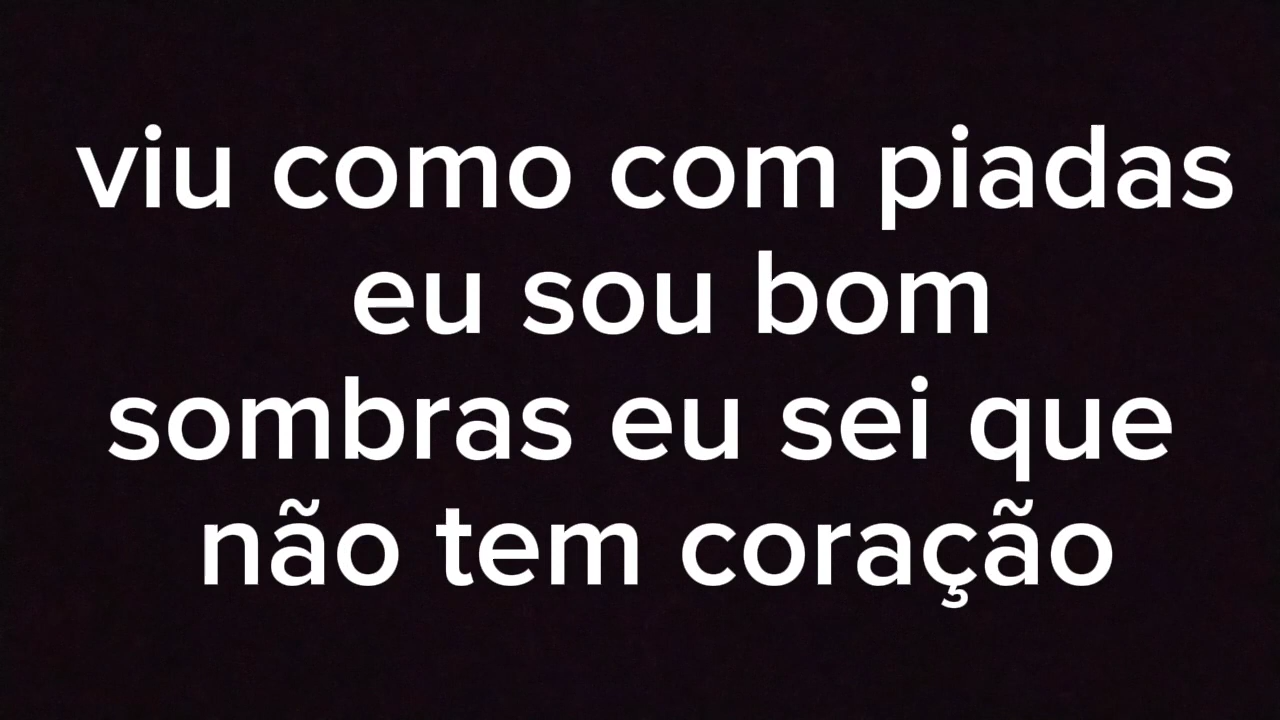 viu como com piadas
eu sou bom
sombras eu sei que
não tem coração